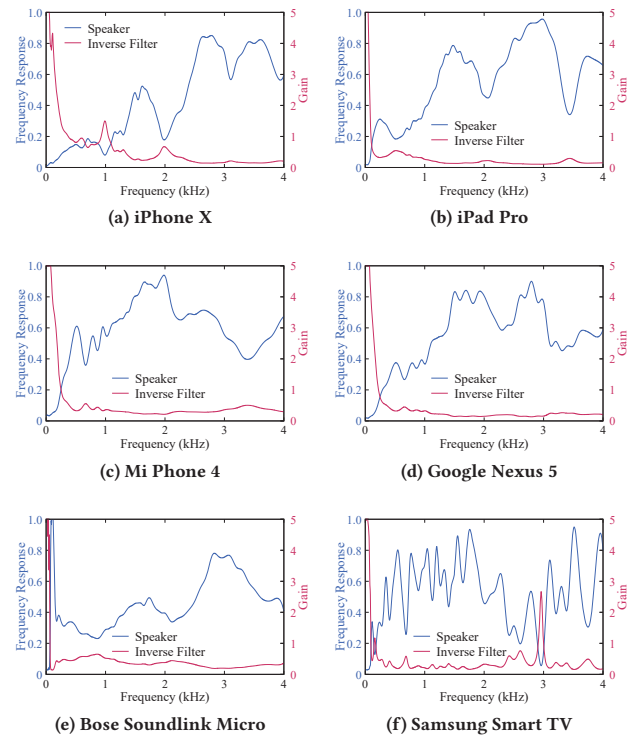 1.0
0.8
0.6
0.4
0.2
0
Frequency Response
5
4
3
2
1
0
Gain
Speaker
Inverse Filter
0 1 2 3 4
Frequency (kHz)
(a) iPhone X
1.0
0.8
0.6
0.4
0.2
0
Frequency Response
5
4
3
2
1
0
Gain
Speaker
Inverse Filter
0 1 2 3 4
Frequency (kHz)
(b) iPad Pro
1.0
0.8
0.6
0.4
0.2
0
Frequency Response
5
4
3
2
1
0
Gain
Speaker
Inverse Filter
0 1 2 3 4
Frequency (kHz)
(c) Mi Phone 4
1.0
0.8
0.6
0.4
0.2
0
Frequency Response
5
4
3
2
1
0
Gain
Speaker
Inverse Filter
0 1 2 3 4
Frequency (kHz)
(d) Google Nexus 5
1.0
0.8
0.6
0.4
0.2
0
Frequency Response
5
4
3
2
1
0
Gain
Speaker
Inverse Filter
0 1 2 3 4
Frequency (kHz)
(e) Bose Soundlink Micro
1.0
0.8
0.6
0.4
0.2
0
Frequency Response
5
4
3
2
1
0
Gain
Speaker
Inverse Filter
0 1 2 3 4
Frequency (kHz)
(f) Samsung Smart TV